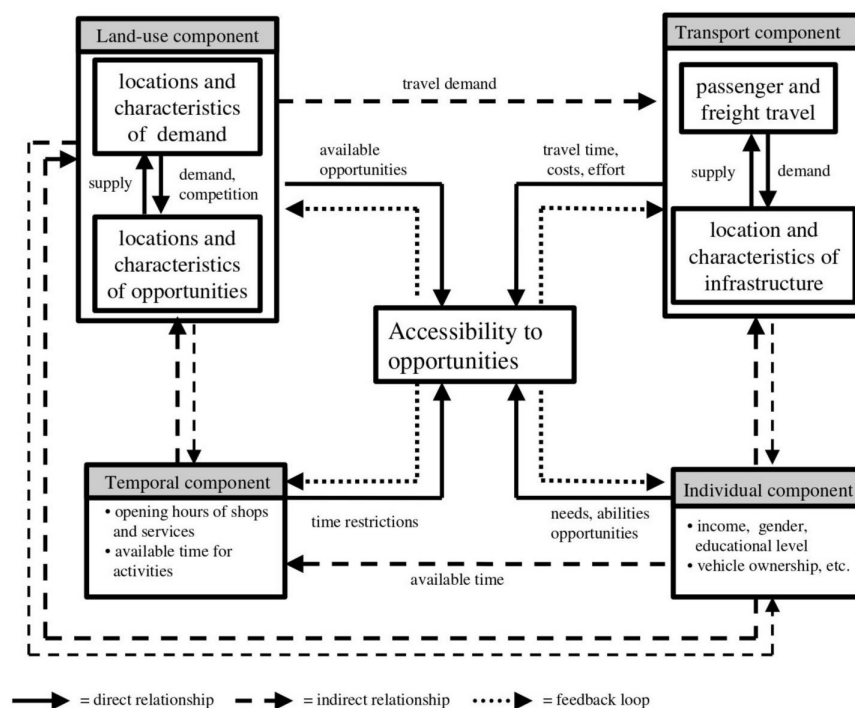 Land-use component
locations and
characteristics
of demand
supply
demand,
competition
locations and
characteristics
of opportunities
travel demand
available
opportunities
travel time,
costs, effort
Transport component
passenger and
freight travel
supply
demand
location and
characteristics of
infrastructure
Accessibility to
opportunities
Temporal component
• opening hours of shops
and services
• available time for
activities
time restrictions
needs, abilities
opportunities
available time
Individual component
• income, gender,
educational level
• vehicle ownership, etc.
= direct relationship
= indirect relationship
= feedback loop